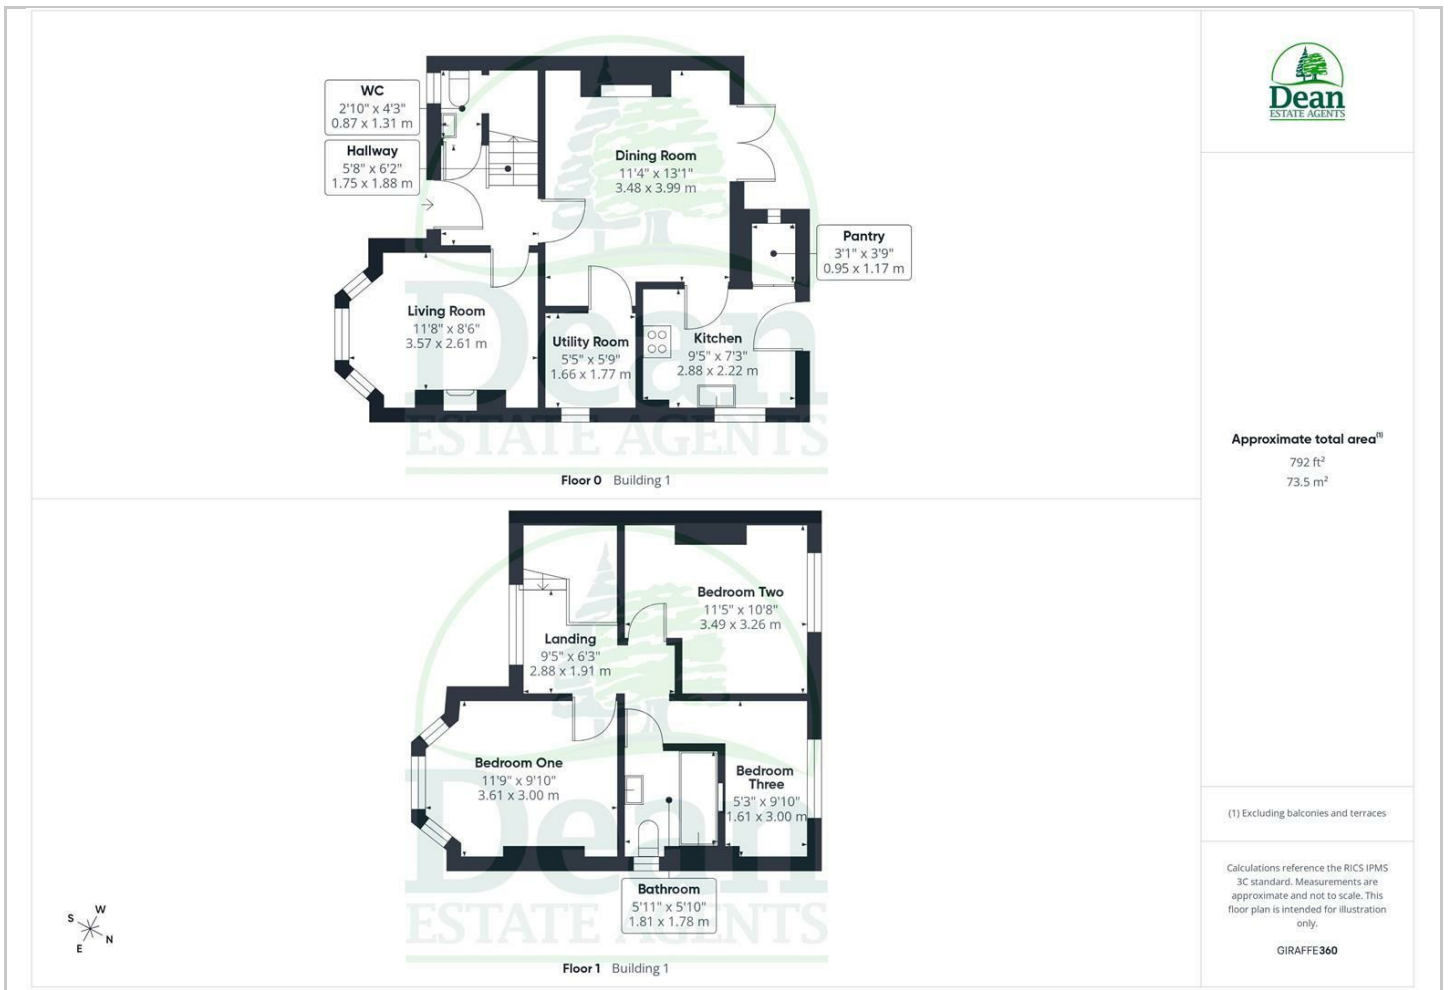 WC
2'10" x 4'3"
0.87 x 1.31 m
Hallway
5'8" x 6'2"
1.75 x 1.88 m
Dining Room
11'4" x 13'1"
3.48 x 3.99 m
Pantry
3'1" x 3'9"
0.95 x 1.17 m
Living Room
11'8" x 8'6"
3.57 x 2.61 m
Utility Room
5'5" x 5'9"
1.66 x 1.77 m
Kitchen
9'5" x 7'3"
2.88 x 2.22 m
Dean
ESTATE AGENTS
Floor 0 Building 1
Bedroom Two
11'5" x 10'8"
3.49 x 3.26 m
Landing
9'5" x 6'3"
2.88 x 1.91 m
Bedroom One
11'9" x 9'10"
3.61 x 3.00 m
Bedroom
Three
5'3" x 9'10"
1.61 x 3.00 m
Bathroom
5'11" x 5'10"
1.81 x 1.78 m
Dean
ESTATE AGENTS
Floor 1 Building 1
S
W
N
E
Dean
ESTATE AGENTS
Approximate total area(1)
792 ft²
73.5 m²
(1) Excluding balconies and terraces
Calculations reference the RICS IPMS
3C standard. Measurements are
approximate and not to scale. This
floor plan is intended for illustration
only.
GIRAFFE360